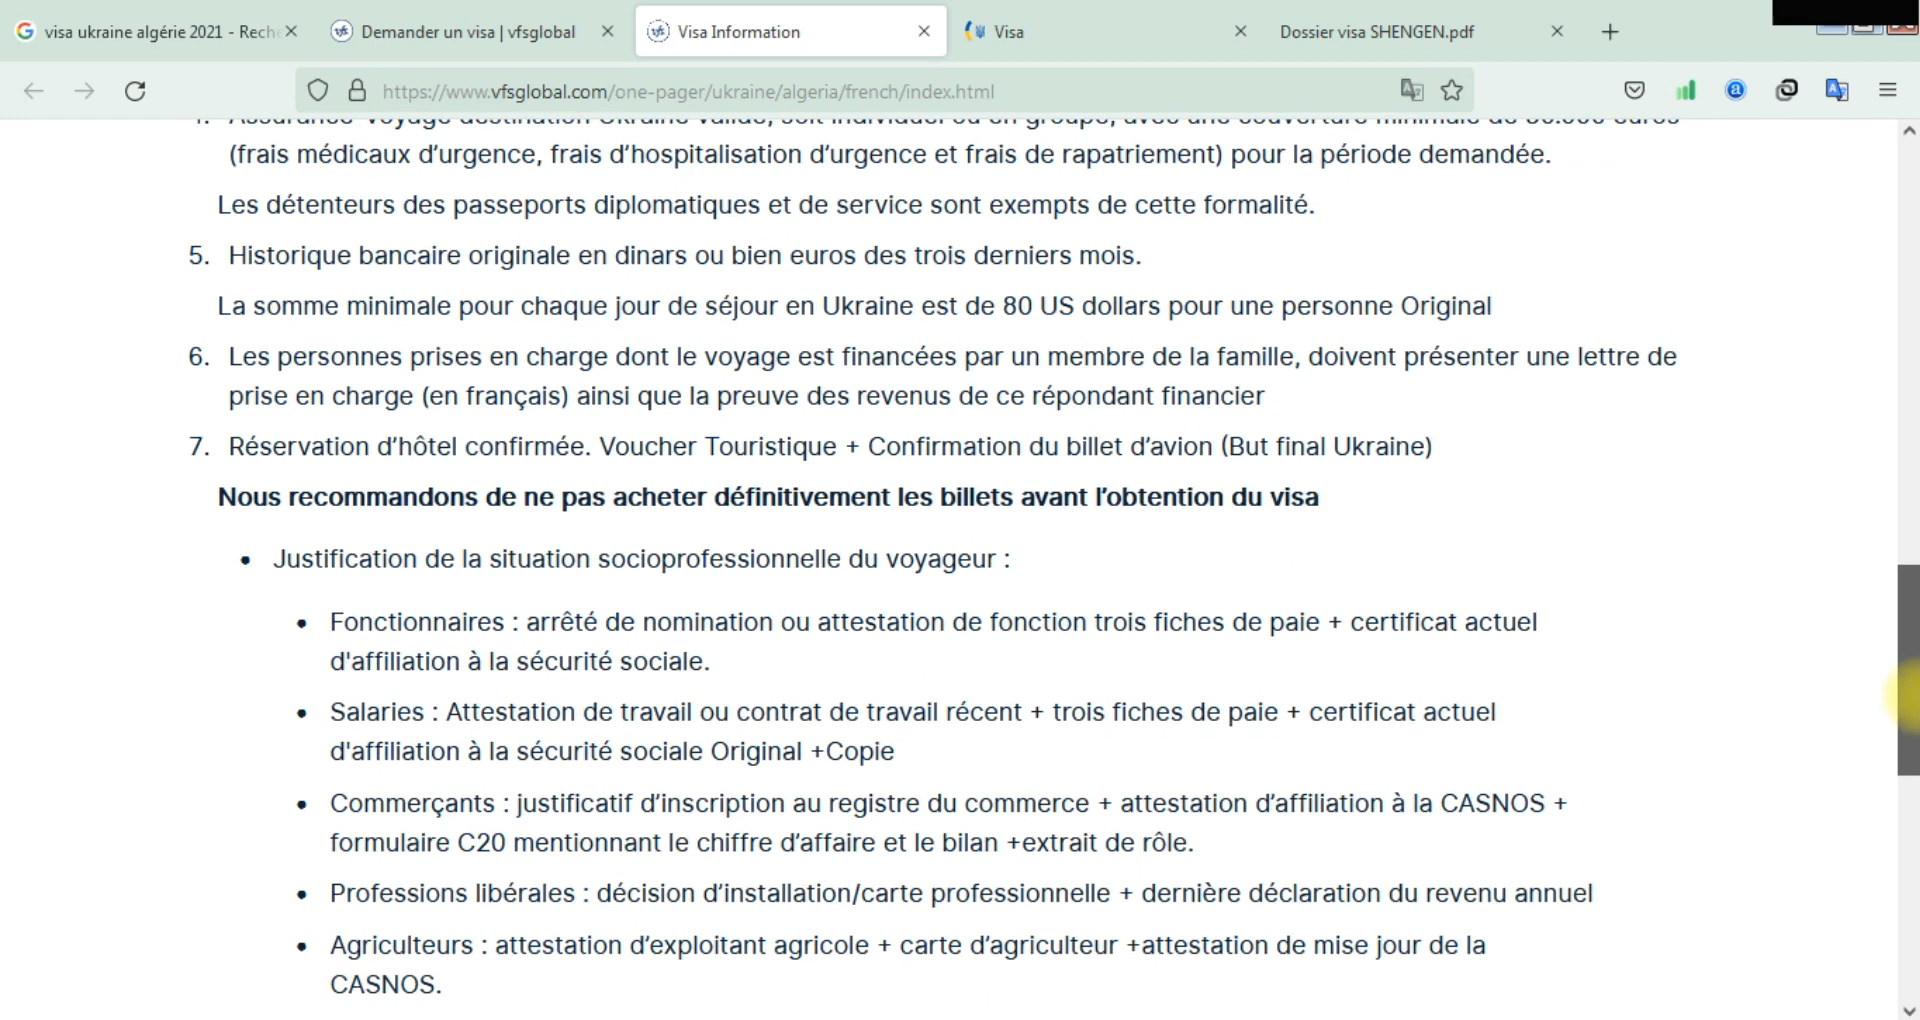 visa ukraine algérie 2021 - Rech
Demander un visa | vfsglobal
Visa Information
Visa
Dossier visa SHENGEN.pdf
https://www.vfsglobal.com/one-pager/ukraine/algeria/french/index.html
(frais médicaux d’urgence, frais d’hospitalisation d’urgence et frais de rapatriement) pour la période demandée.
Les détenteurs des passeports diplomatiques et de service sont exempts de cette formalité.
5. Historique bancaire originale en dinars ou bien euros des trois derniers mois.
La somme minimale pour chaque jour de séjour en Ukraine est de 80 US dollars pour une personne Original
6. Les personnes prises en charge dont le voyage est financées par un membre de la famille, doivent présenter une lettre de
prise en charge (en français) ainsi que la preuve des revenus de ce répondant financier
7. Réservation d’hôtel confirmée. Voucher Touristique + Confirmation du billet d’avion (But final Ukraine)
Nous recommandons de ne pas acheter définitivement les billets avant l’obtention du visa
• Justification de la situation socioprofessionnelle du voyageur :
• Fonctionnaires : arrêté de nomination ou attestation de fonction trois fiches de paie + certificat actuel
d'affiliation à la sécurité sociale.
• Salaries : Attestation de travail ou contrat de travail récent + trois fiches de paie + certificat actuel
d'affiliation à la sécurité sociale Original +Copie
• Commerçants : justificatif d’inscription au registre du commerce + attestation d’affiliation à la CASNOS +
formulaire C20 mentionnant le chiffre d’affaire et le bilan +extrait de rôle.
• Professions libérales : décision d’installation/carte professionnelle + dernière déclaration du revenu annuel
• Agriculteurs : attestation d’exploitant agricole + carte d’agriculteur +attestation de mise jour de la
CASNOS.